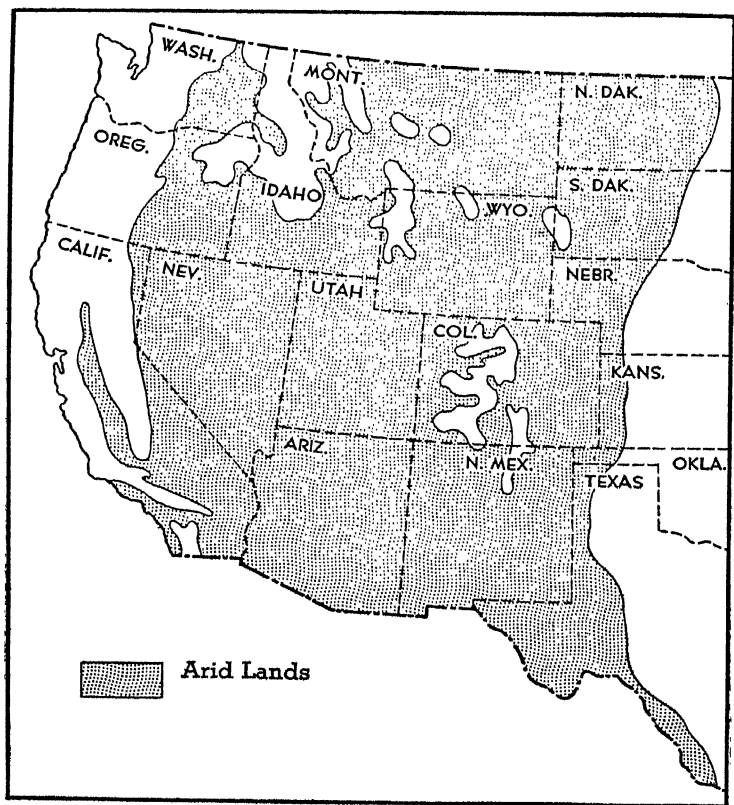 WASH.
MONT.
N. DAK.
OREG.
IDAHO
S. DAK.
WYO.
CALIF.
NEV.
UTAH
NEBR.
COL.
KANS.
ARIZ.
N. MEX.
OKLA.
TEXAS
Arid Lands